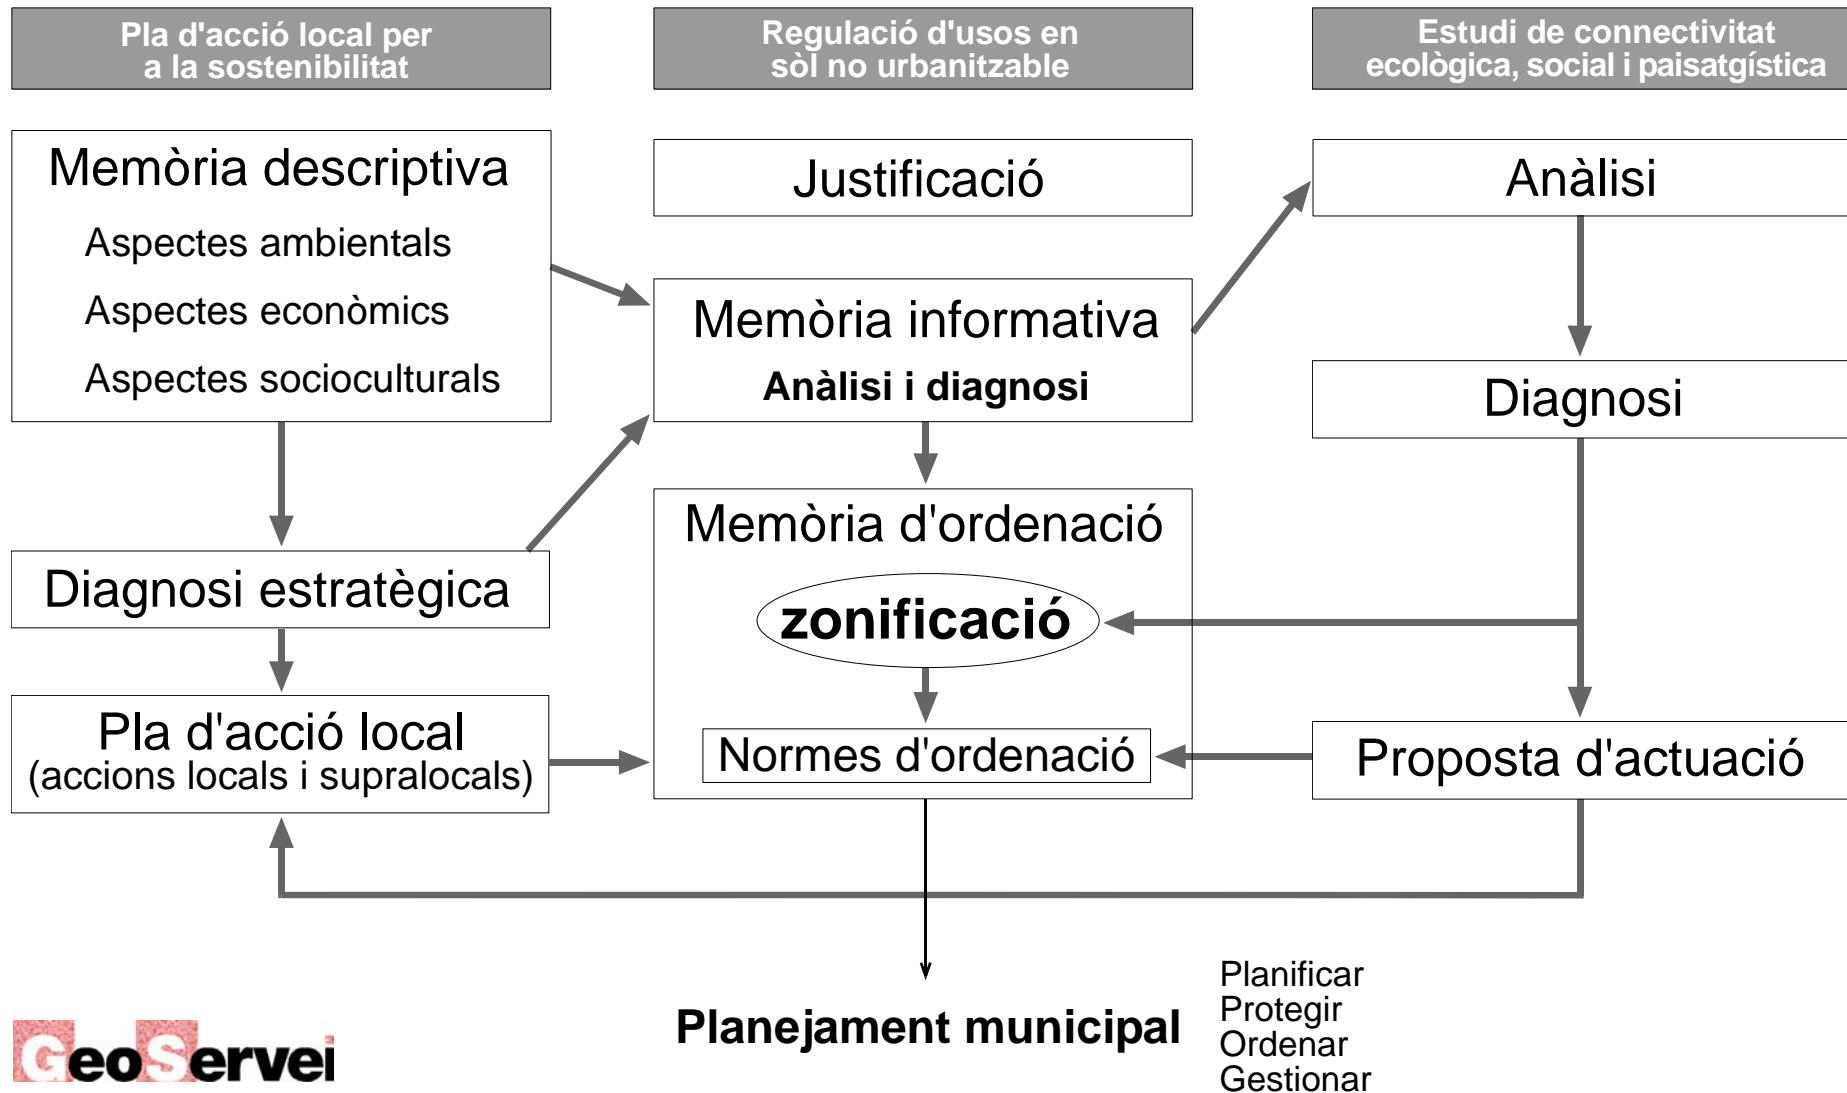 Pla d'acció local per
a la sostenibilitat
Regulació d'usos en
sòl no urbanitzable
Estudi de connectivitat
ecològica, social i paisatgística
Memòria descriptiva
Aspectes ambientals
Aspectes econòmics
Aspectes socioculturals
Diagnosi estratègica
Pla d'acció local
(accions locals i supralocals)
Justificació
Memòria informativa
Anàlisi i diagnosi
Memòria d'ordenació
zonificació
Normes d'ordenació
Anàlisi
Diagnosi
Proposta d'actuació
Planejament municipal
Planificar
Protegir
Ordenar
Gestionar
GeoServei